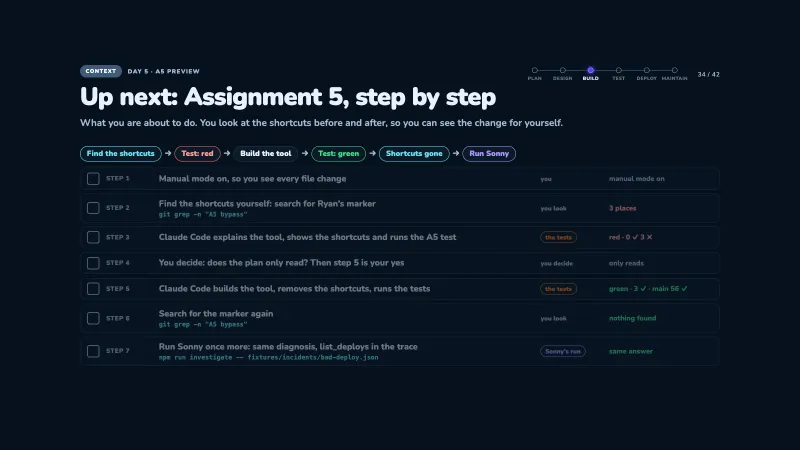 CONTEXT DAY 5 · A5 PREVIEW
PLAN DESIGN BUILD TEST DEPLOY MAINTAIN
34 / 42
Up next: Assignment 5, step by step
What you are about to do. You look at the shortcuts before and after, so you can see the change for yourself.
Find the shortcuts → Test: red → Build the tool → Test: green → Shortcuts gone → Run Sonny
STEP 1 Manual mode on, so you see every file change you manual mode on
STEP 2 Find the shortcuts yourself: search for Ryan's marker you look 3 places
git grep -n "A5 bypass"
STEP 3 Claude Code explains the tool, shows the shortcuts and runs the A5 test the tests red · 0 ✓ 3 ✕
STEP 4 You decide: does the plan only read? Then step 5 is your yes you decide only reads
STEP 5 Claude Code builds the tool, removes the shortcuts, runs the tests the tests green · 3 ✓ · main 56 ✓
STEP 6 Search for the marker again you look nothing found
git grep -n "A5 bypass"
STEP 7 Run Sonny once more: same diagnosis, list_deploys in the trace Sonny's run same answer
npm run investigate -- fixtures/incidents/bad-deploy.json